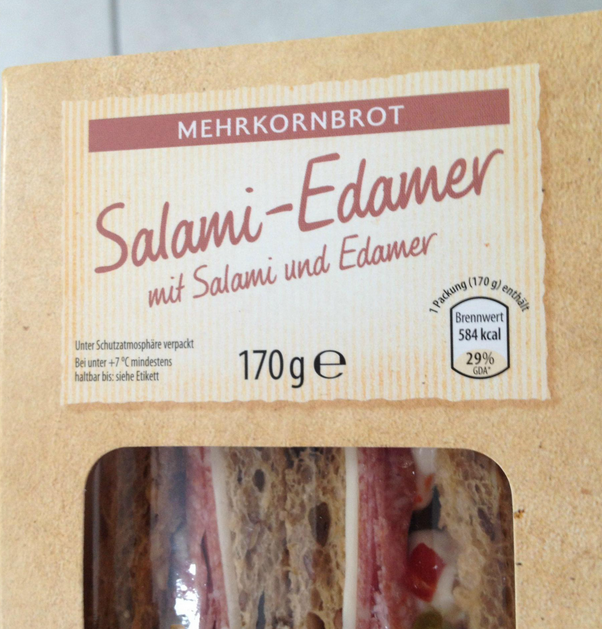 MEHRKORNBROT
Salami-Edamer
mit Salami und Edamer
1 Packung (170 g) enthält
Brennwert
584 kcal
29%
GDA*
Unter Schutzatmosphäre verpackt
Bei unter +7 °C mindestens
haltbar bis: siehe Etikett
170 g ℮